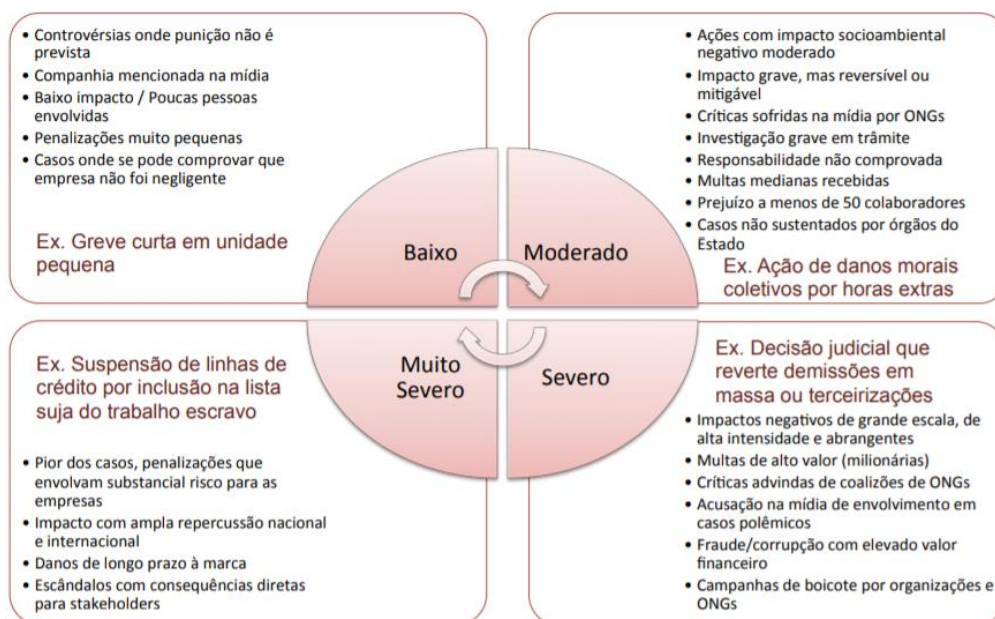 • Controvérsias onde punição não é
prevista
• Companhia mencionada na mídia
• Baixo impacto / Poucas pessoas
envolvidas
• Penalizações muito pequenas
• Casos onde se pode comprovar que
empresa não foi negligente
Ex. Greve curta em unidade
pequena
Baixo
• Ações com impacto socioambiental
negativo moderado
• Impacto grave, mas reversível ou
mitigável
• Críticas sofridas na mídia por ONGs
• Investigação grave em trâmite
• Responsabilidade não comprovada
• Multas medianas recebidas
• Prejuízo a menos de 50 colaboradores
• Casos não sustentados por órgãos do
Estado
Ex. Ação de danos morais
coletivos por horas extras
Moderado
Ex. Suspensão de linhas de
crédito por inclusão na lista
suja do trabalho escravo
• Pior dos casos, penalizações que
envolvam substancial risco para as
empresas
• Impacto com ampla repercussão nacional
e internacional
• Danos de longo prazo à marca
• Escândalos com consequências diretas
para stakeholders
Muito
Severo
Severo
Ex. Decisão judicial que
reverte demissões em
massa ou terceirizações
• Impactos negativos de grande escala, de
alta intensidade e abrangentes
• Multas de alto valor (milionárias)
• Críticas advindas de coalizões de ONGs
• Acusação na mídia de envolvimento em
casos polêmicos
• Fraude/corrupção com elevado valor
financeiro
• Campanhas de boicote por organizações e
ONGs